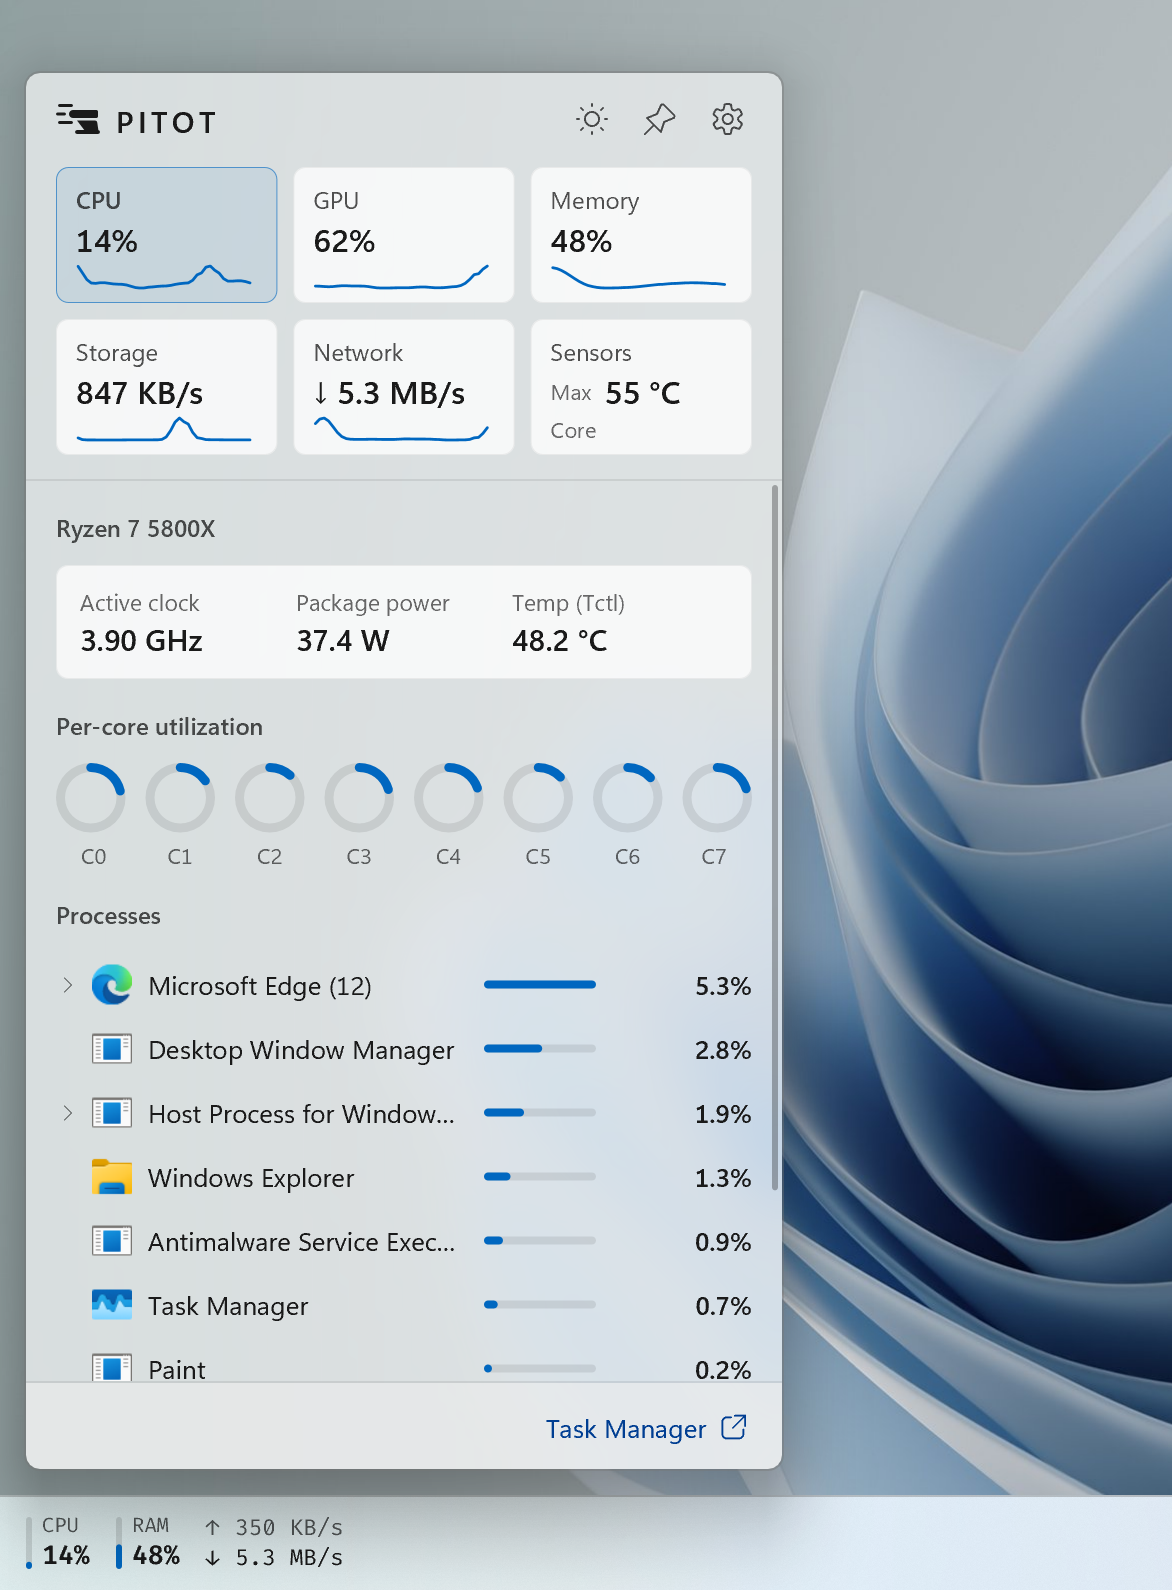 PITOT
CPU
14%
GPU
62%
Memory
48%
Storage
847 KB/s
Network
↓ 5.3 MB/s
Sensors
Max 55 °C
Core
Ryzen 7 5800X
Active clock
3.90 GHz
Package power
37.4 W
Temp (Tctl)
48.2 °C
Per-core utilization
C0 C1 C2 C3 C4 C5 C6 C7
Processes
Microsoft Edge (12) 5.3%
Desktop Window Manager 2.8%
Host Process for Window... 1.9%
Windows Explorer 1.3%
Antimalware Service Exec... 0.9%
Task Manager 0.7%
Paint 0.2%
Task Manager
CPU
14%
RAM
48%
↑ 350 KB/s
↓ 5.3 MB/s